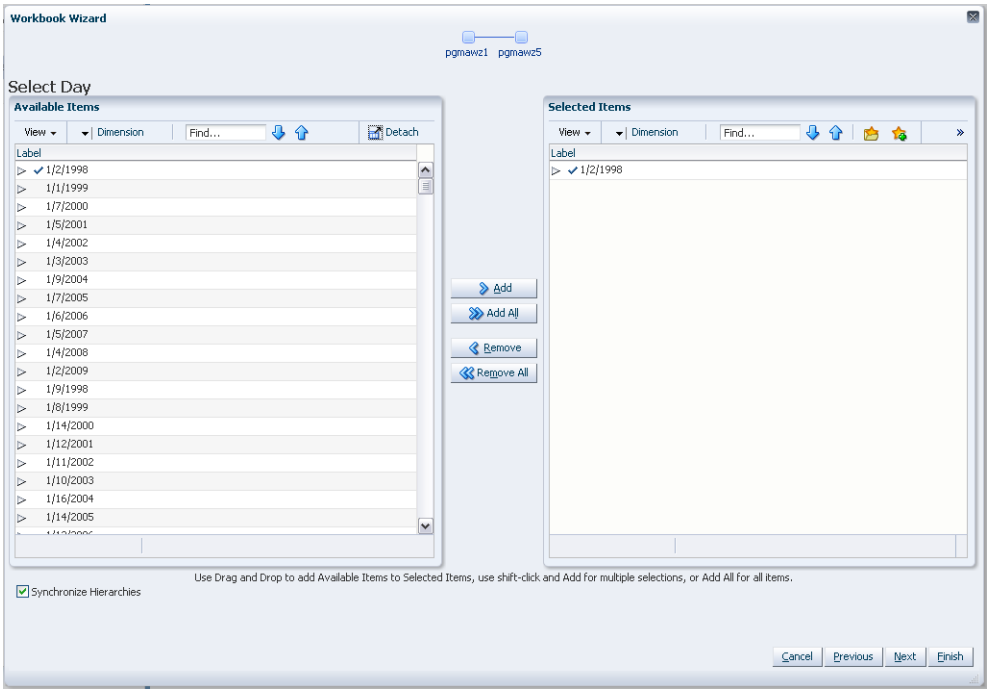 Workbook Wizard
pgmawz1 pgmawz5
Select Day
Available Items
View Dimension Find... Detach
Label
1/2/1998
1/1/1999
1/7/2000
1/5/2001
1/4/2002
1/3/2003
1/9/2004
1/7/2005
1/6/2006
1/5/2007
1/4/2008
1/2/2009
1/9/1998
1/8/1999
1/14/2000
1/12/2001
1/11/2002
1/10/2003
1/16/2004
1/14/2005
Add
Add All
Remove
Remove All
Selected Items
View Dimension Find... »
Label
1/2/1998
Use Drag and Drop to add Available Items to Selected Items, use shift-click and Add for multiple selections, or Add All for all items.
Synchronize Hierarchies
Cancel Previous Next Finish